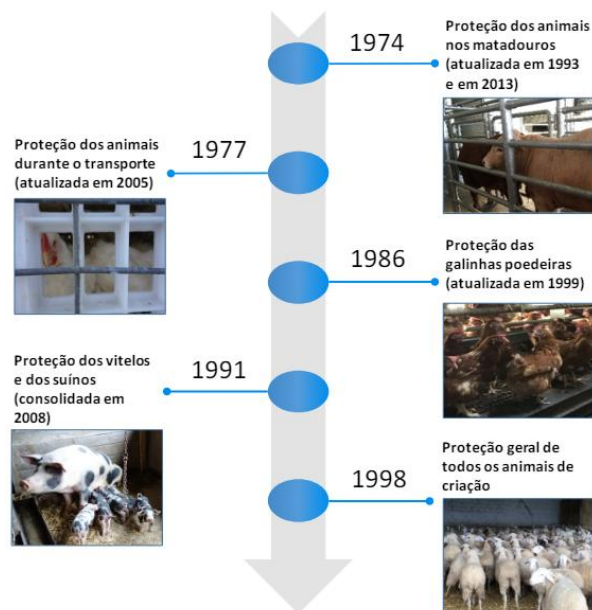 1974
Proteção dos animais
nos matadouros
(atualizada em 1993
e em 2013)
Proteção dos animais
durante o transporte
(atualizada em 2005)
1977
1986
Proteção das
galinhas poedeiras
(atualizada em 1999)
Proteção dos vitelos
e dos suínos
(consolidada em
2008)
1991
1998
Proteção geral de
todos os animais de
criação